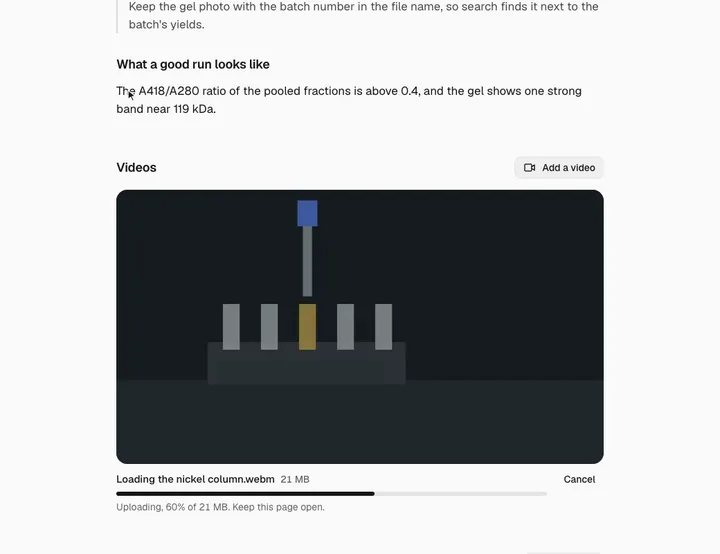 Keep the gel photo with the batch number in the file name, so search finds it next to the
batch's yields.
What a good run looks like
The A418/A280 ratio of the pooled fractions is above 0.4, and the gel shows one strong
band near 119 kDa.
Videos
Add a video
Loading the nickel column.webm 21 MB
Cancel
Uploading, 60% of 21 MB. Keep this page open.